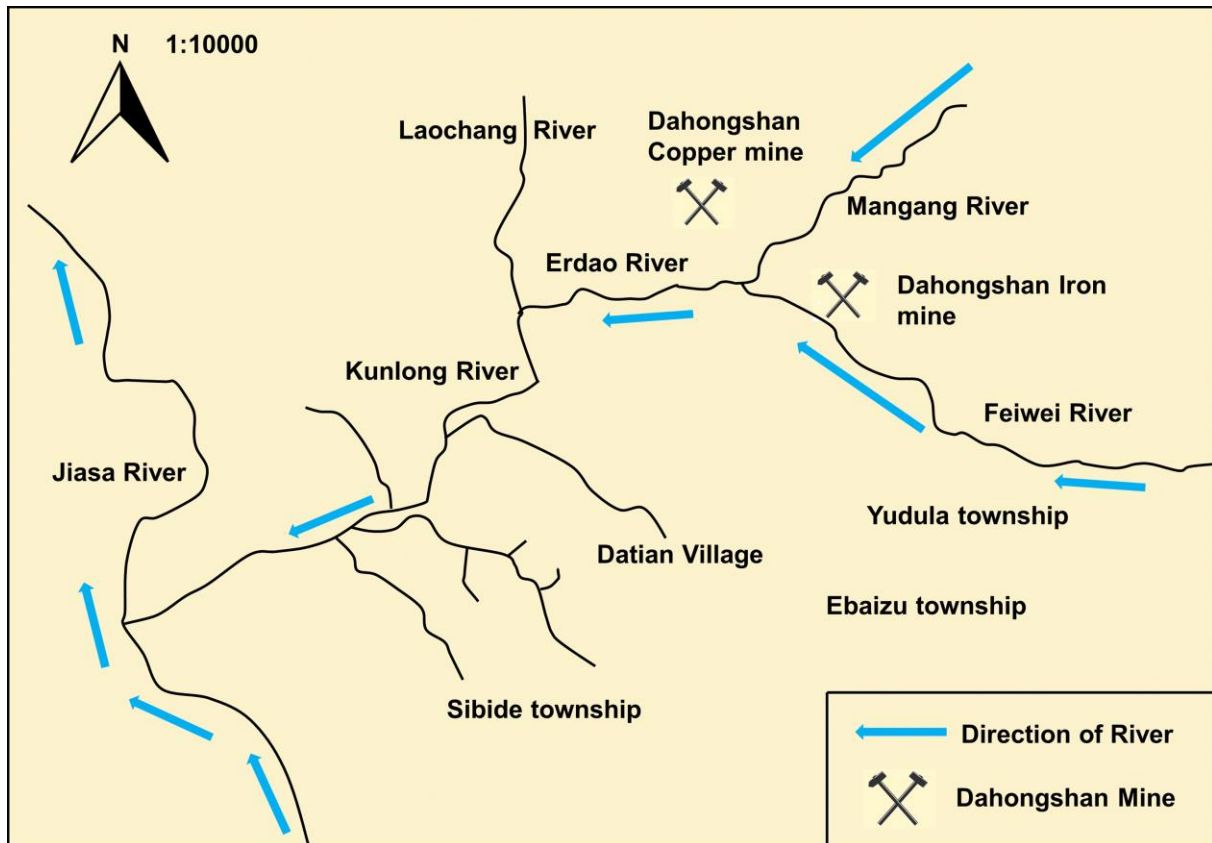 N 1:10000
Laochang River
Dahongshan
Copper mine
Mangang River
Erdao River
Dahongshan Iron
mine
Kunlong River
Feiwei River
Jiasa River
Yudula township
Datian Village
Ebaizu township
Sibide township
Direction of River
Dahongshan Mine